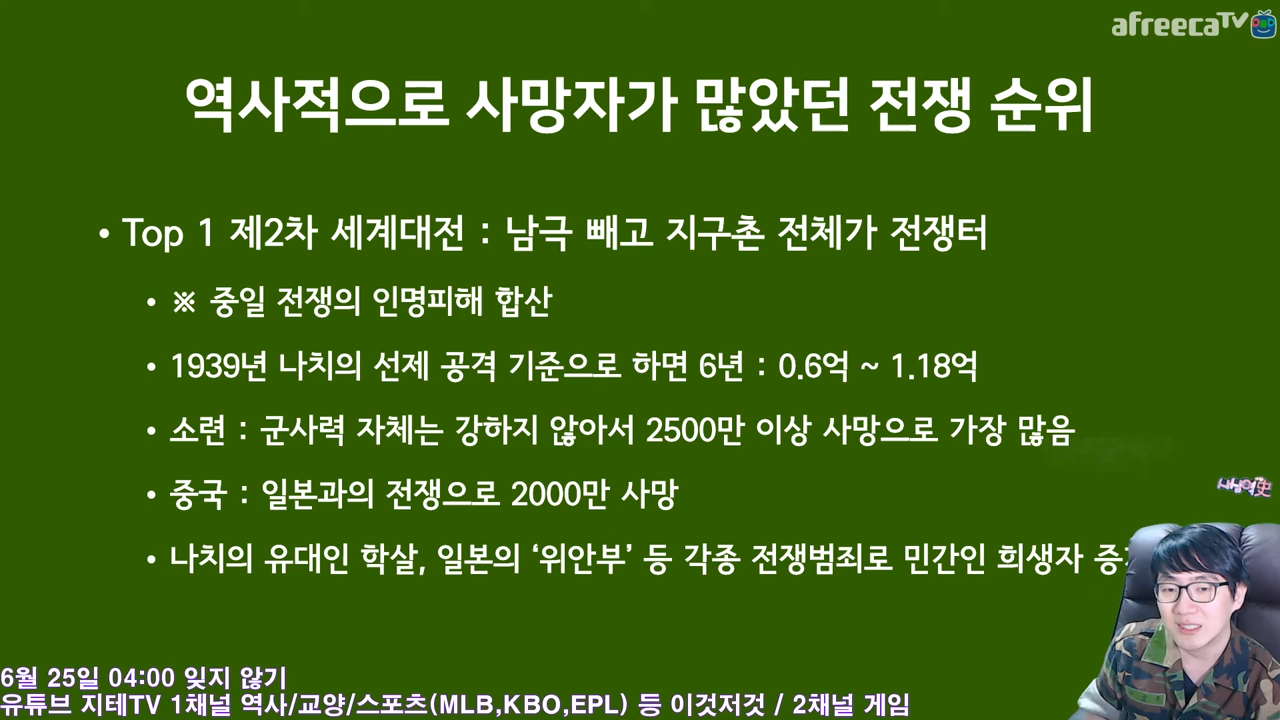 afreecaTV
역사적으로 사망자가 많았던 전쟁 순위
• Top 1 제2차 세계대전 : 남극 빼고 지구촌 전체가 전쟁터
• ※ 중일 전쟁의 인명피해 합산
• 1939년 나치의 선제 공격 기준으로 하면 6년 : 0.6억 ~ 1.18억
• 소련 : 군사력 자체는 강하지 않아서 2500만 이상 사망으로 가장 많음
• 중국 : 일본과의 전쟁으로 2000만 사망
• 나치의 유대인 학살, 일본의 ‘위안부’ 등 각종 전쟁범죄로 민간인 희생자
6월 25일 04:00 잊지 않기
유튜브 지테TV 1채널 역사/교양/스포츠(MLB,KBO,EPL) 등 이것저것 / 2채널 게임